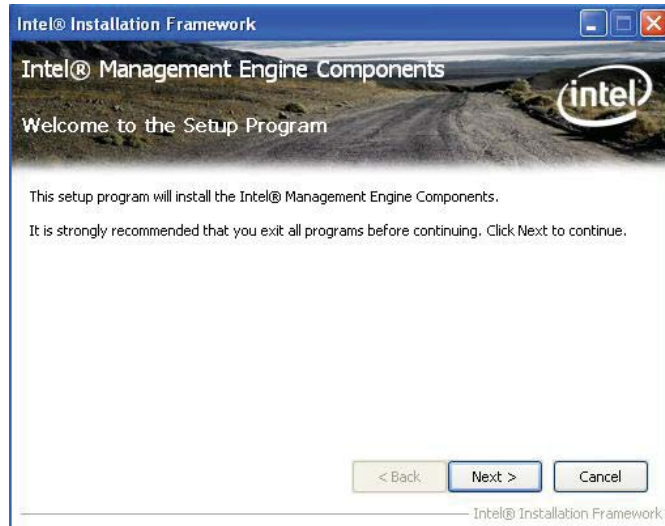 Intel® Installation Framework
Intel® Management Engine Components
intel
Welcome to the Setup Program
This setup program will install the Intel® Management Engine Components.
It is strongly recommended that you exit all programs before continuing. Click Next to continue.
< Back Next > Cancel
Intel® Installation Framework